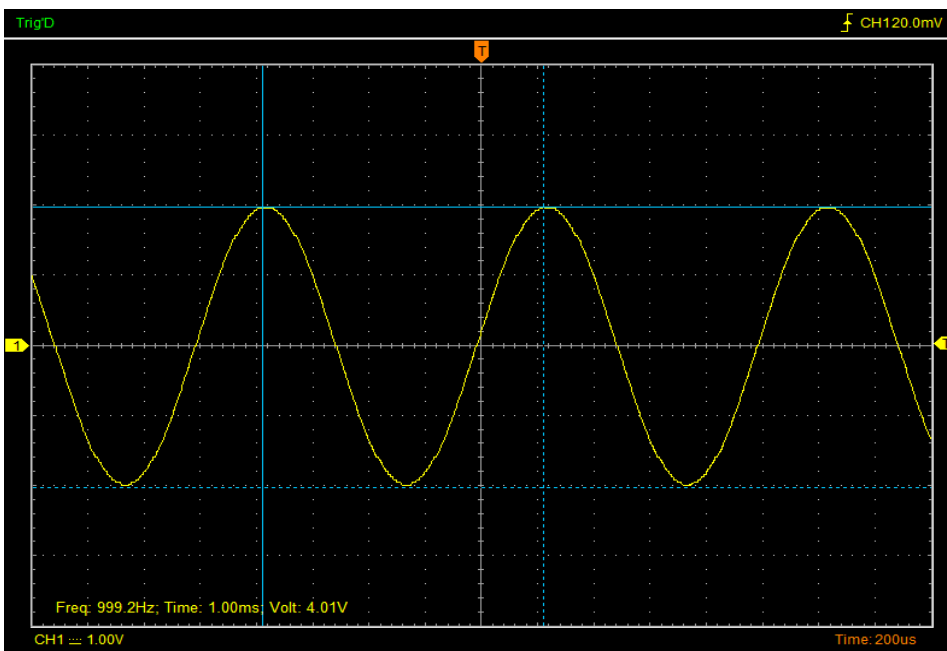 Trig'D
CH120.0mV
T
1
T
Freq: 999.2Hz; Time: 1.00ms; Volt: 4.01V
CH1 1.00V
Time: 200us